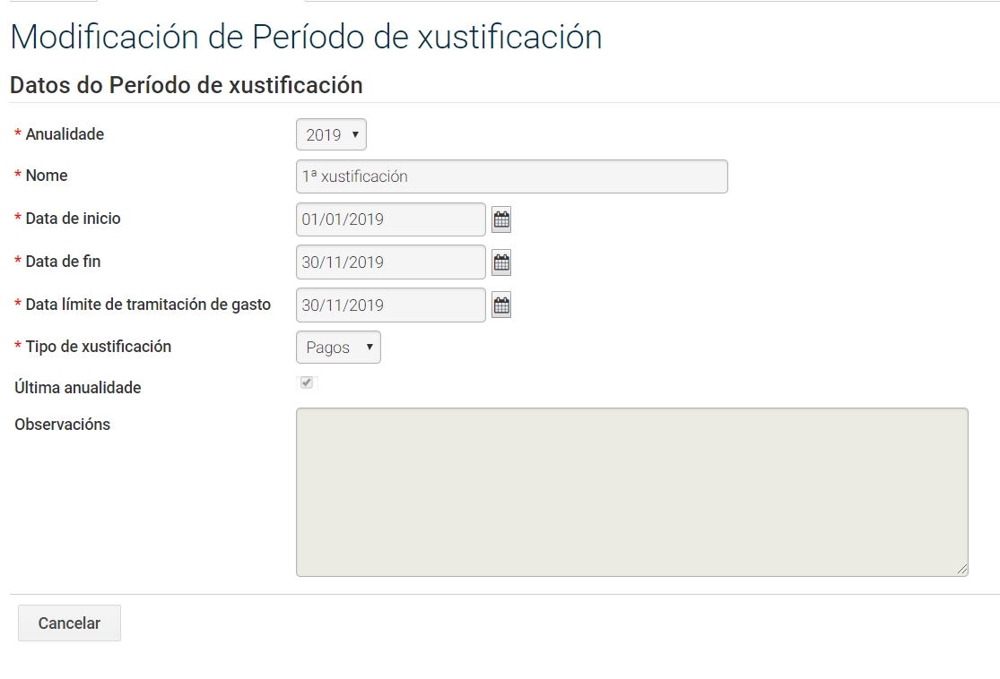 Modificación de Período de xustificación
Datos do Período de xustificación
* Anualidade 2019
* Nome 1ª xustificación
* Data de inicio 01/01/2019
* Data de fin 30/11/2019
* Data límite de tramitación de gasto 30/11/2019
* Tipo de xustificación Pagos
Última anualidade
Observacións
Cancelar